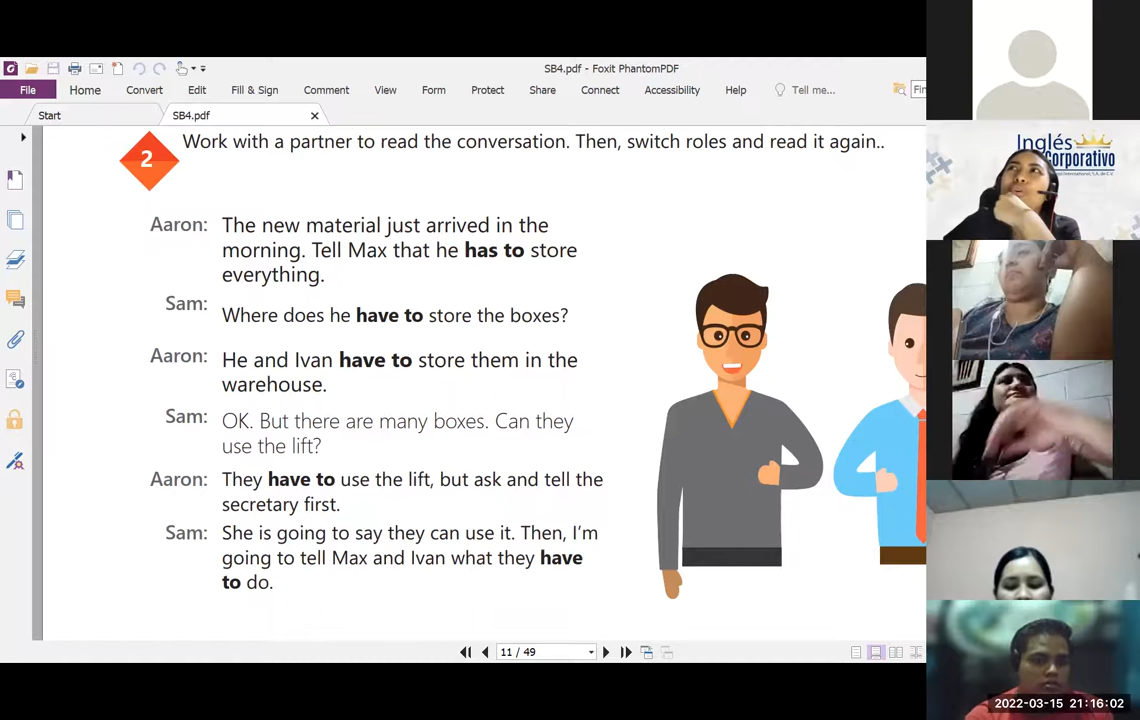 SB4.pdf - Foxit PhantomPDF
File Home Convert Edit Fill & Sign Comment View Form Protect Share Connect Accessibility Help Tell me...
Start SB4.pdf
2
Work with a partner to read the conversation. Then, switch roles and read it again..
Aaron: The new material just arrived in the
morning. Tell Max that he has to store
everything.
Sam: Where does he have to store the boxes?
Aaron: He and Ivan have to store them in the
warehouse.
Sam: OK. But there are many boxes. Can they
use the lift?
Aaron: They have to use the lift, but ask and tell the
secretary first.
Sam: She is going to say they can use it. Then, I'm
going to tell Max and Ivan what they have
to do.
11 / 49
Inglés
Corporativo
International, S.A. de C.V.
2022-03-15 21:16:02